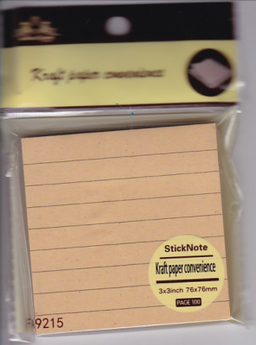 Kraft paper convenience
StickNote
Kraft paper convenience
3x3inch 76x76mm
PAGE 100
9215